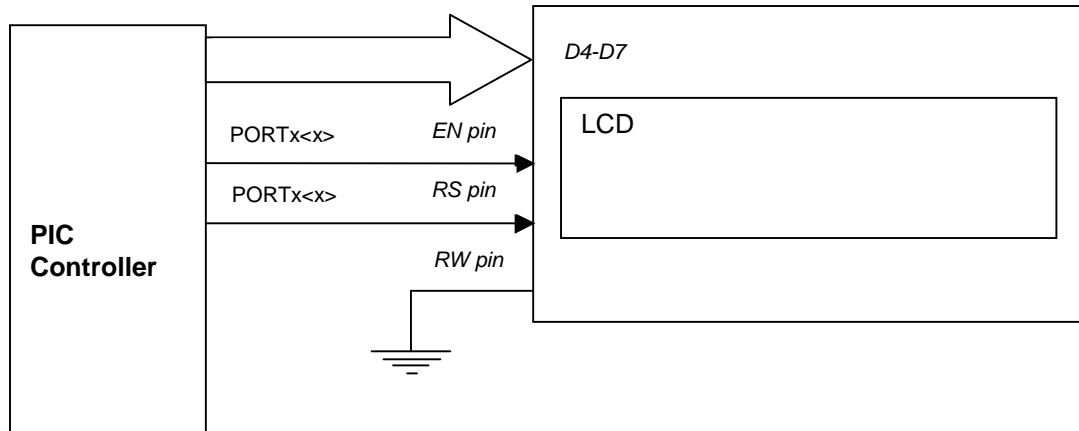 D4-D7
LCD
PORTx<x>
EN pin
PORTx<x>
RS pin
PIC
Controller
RW pin